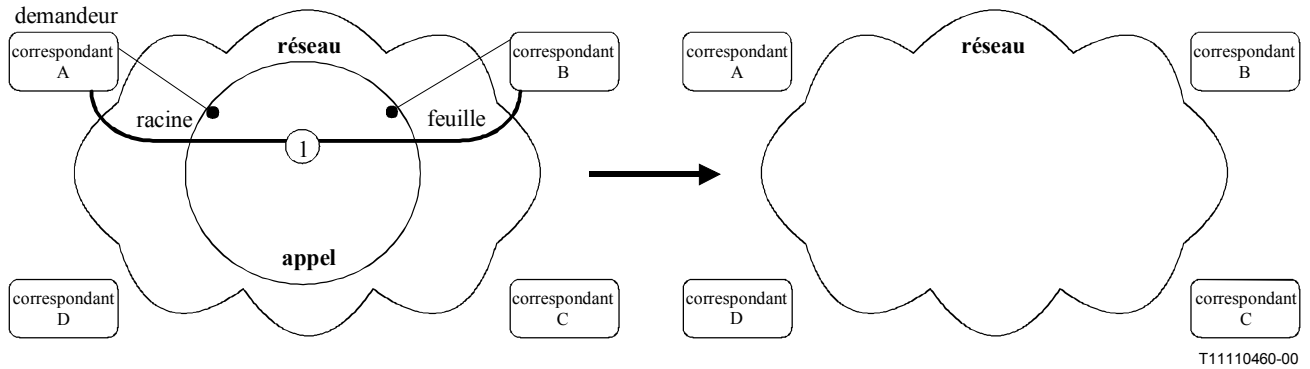 demandeur
correspondant
A
réseau
correspondant
B
racine
feuille
1
appel
correspondant
D
correspondant
C
correspondant
A
réseau
correspondant
B
correspondant
D
correspondant
C
T11110460-00